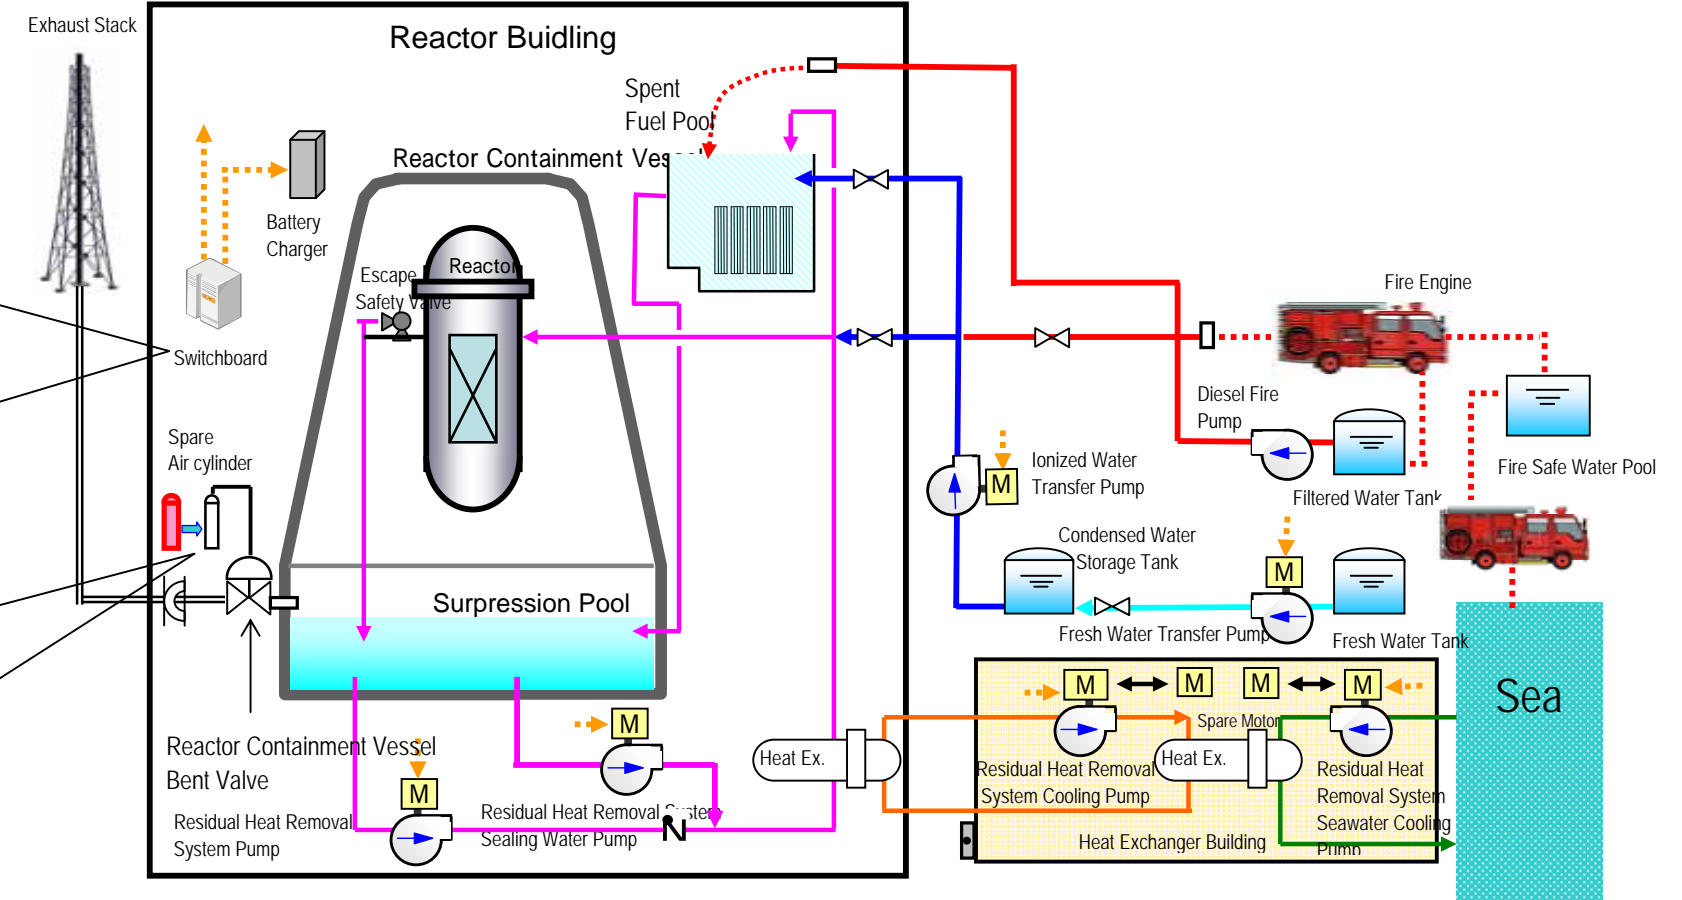 Exhaust Stack
Reactor Buidling
Spent
Fuel Pool
Reactor Containment Vessel
Battery
Charger
Switchboard
Escape
Safety Valve
Reactor
Spare
Air cylinder
Surpression Pool
Reactor Containment Vessel
Bent Valve
Residual Heat Removal
System Pump
M
M
Residual Heat Removal System
Sealing Water Pump
Heat Ex.
Fire Engine
Diesel Fire
Pump
Filtered Water Tank
Fire Safe Water Pool
Ionized Water
Transfer Pump
M
Condensed Water
Storage Tank
M
Fresh Water Transfer Pump
Fresh Water Tank
M
M
M
M
Spare Motor
Heat Ex.
Residual Heat Removal
System Cooling Pump
Residual Heat
Removal System
Seawater Cooling
Pump
Heat Exchanger Building
Sea